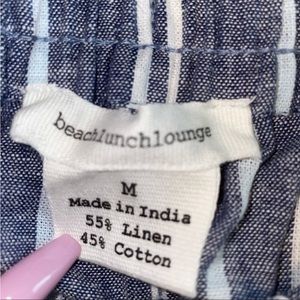 beachlunchlounge
M
Made in India
55% Linen
45% Cotton